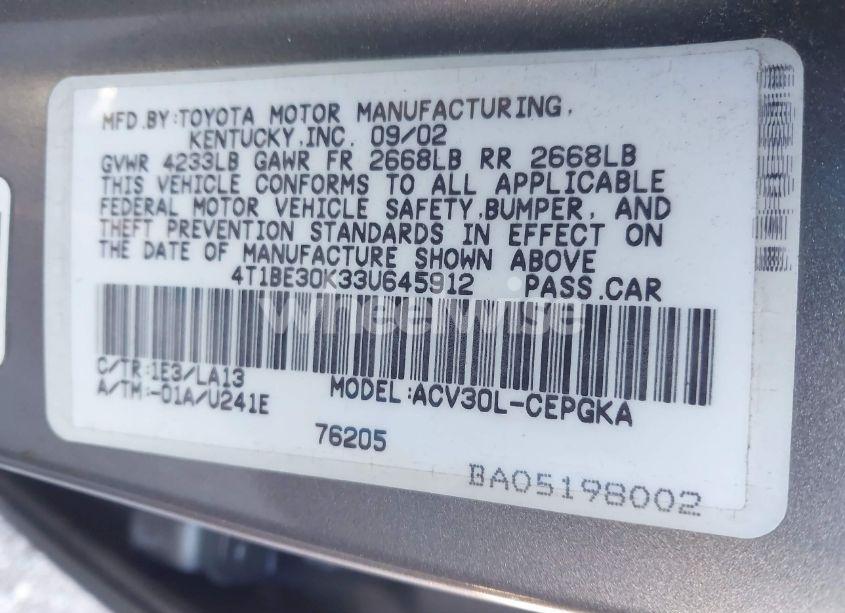 MFD.BY:TOYOTA MOTOR MANUFACTURING,
KENTUCKY,INC. 09/02
GVWR 4233LB GAWR FR 2668LB RR 2668LB
THIS VEHICLE CONFORMS TO ALL APPLICABLE
FEDERAL MOTOR VEHICLE SAFETY,BUMPER, AND
THEFT PREVENTION STANDARDS IN EFFECT ON
THE DATE OF MANUFACTURE SHOWN ABOVE
4T1BE30K33U645912 PASS.CAR
Wheelwise
C/TR:1E3/LA13
A/TM:-01A/U241E
MODEL:ACV30L-CEPGKA
76205
BA05198002